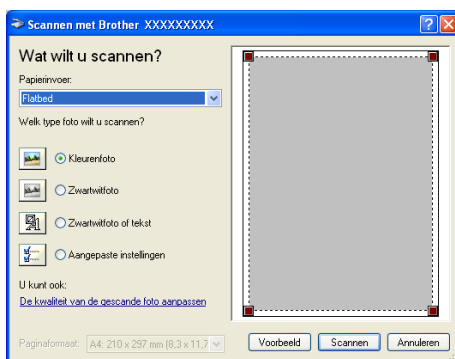 Scannen met Brother XXXXXXXXX
Wat wilt u scannen?
Papierinvoer:
Flatbed
Welk type foto wilt u scannen?
Kleurenfoto
Zwartwitfoto
Zwartwitfoto of tekst
Aangepaste instellingen
U kunt ook:
De kwaliteit van de gescande foto aanpassen
Paginaformaat: A4: 210 x 297 mm (8,3 x 11,7
Voorbeeld Scannen Annuleren